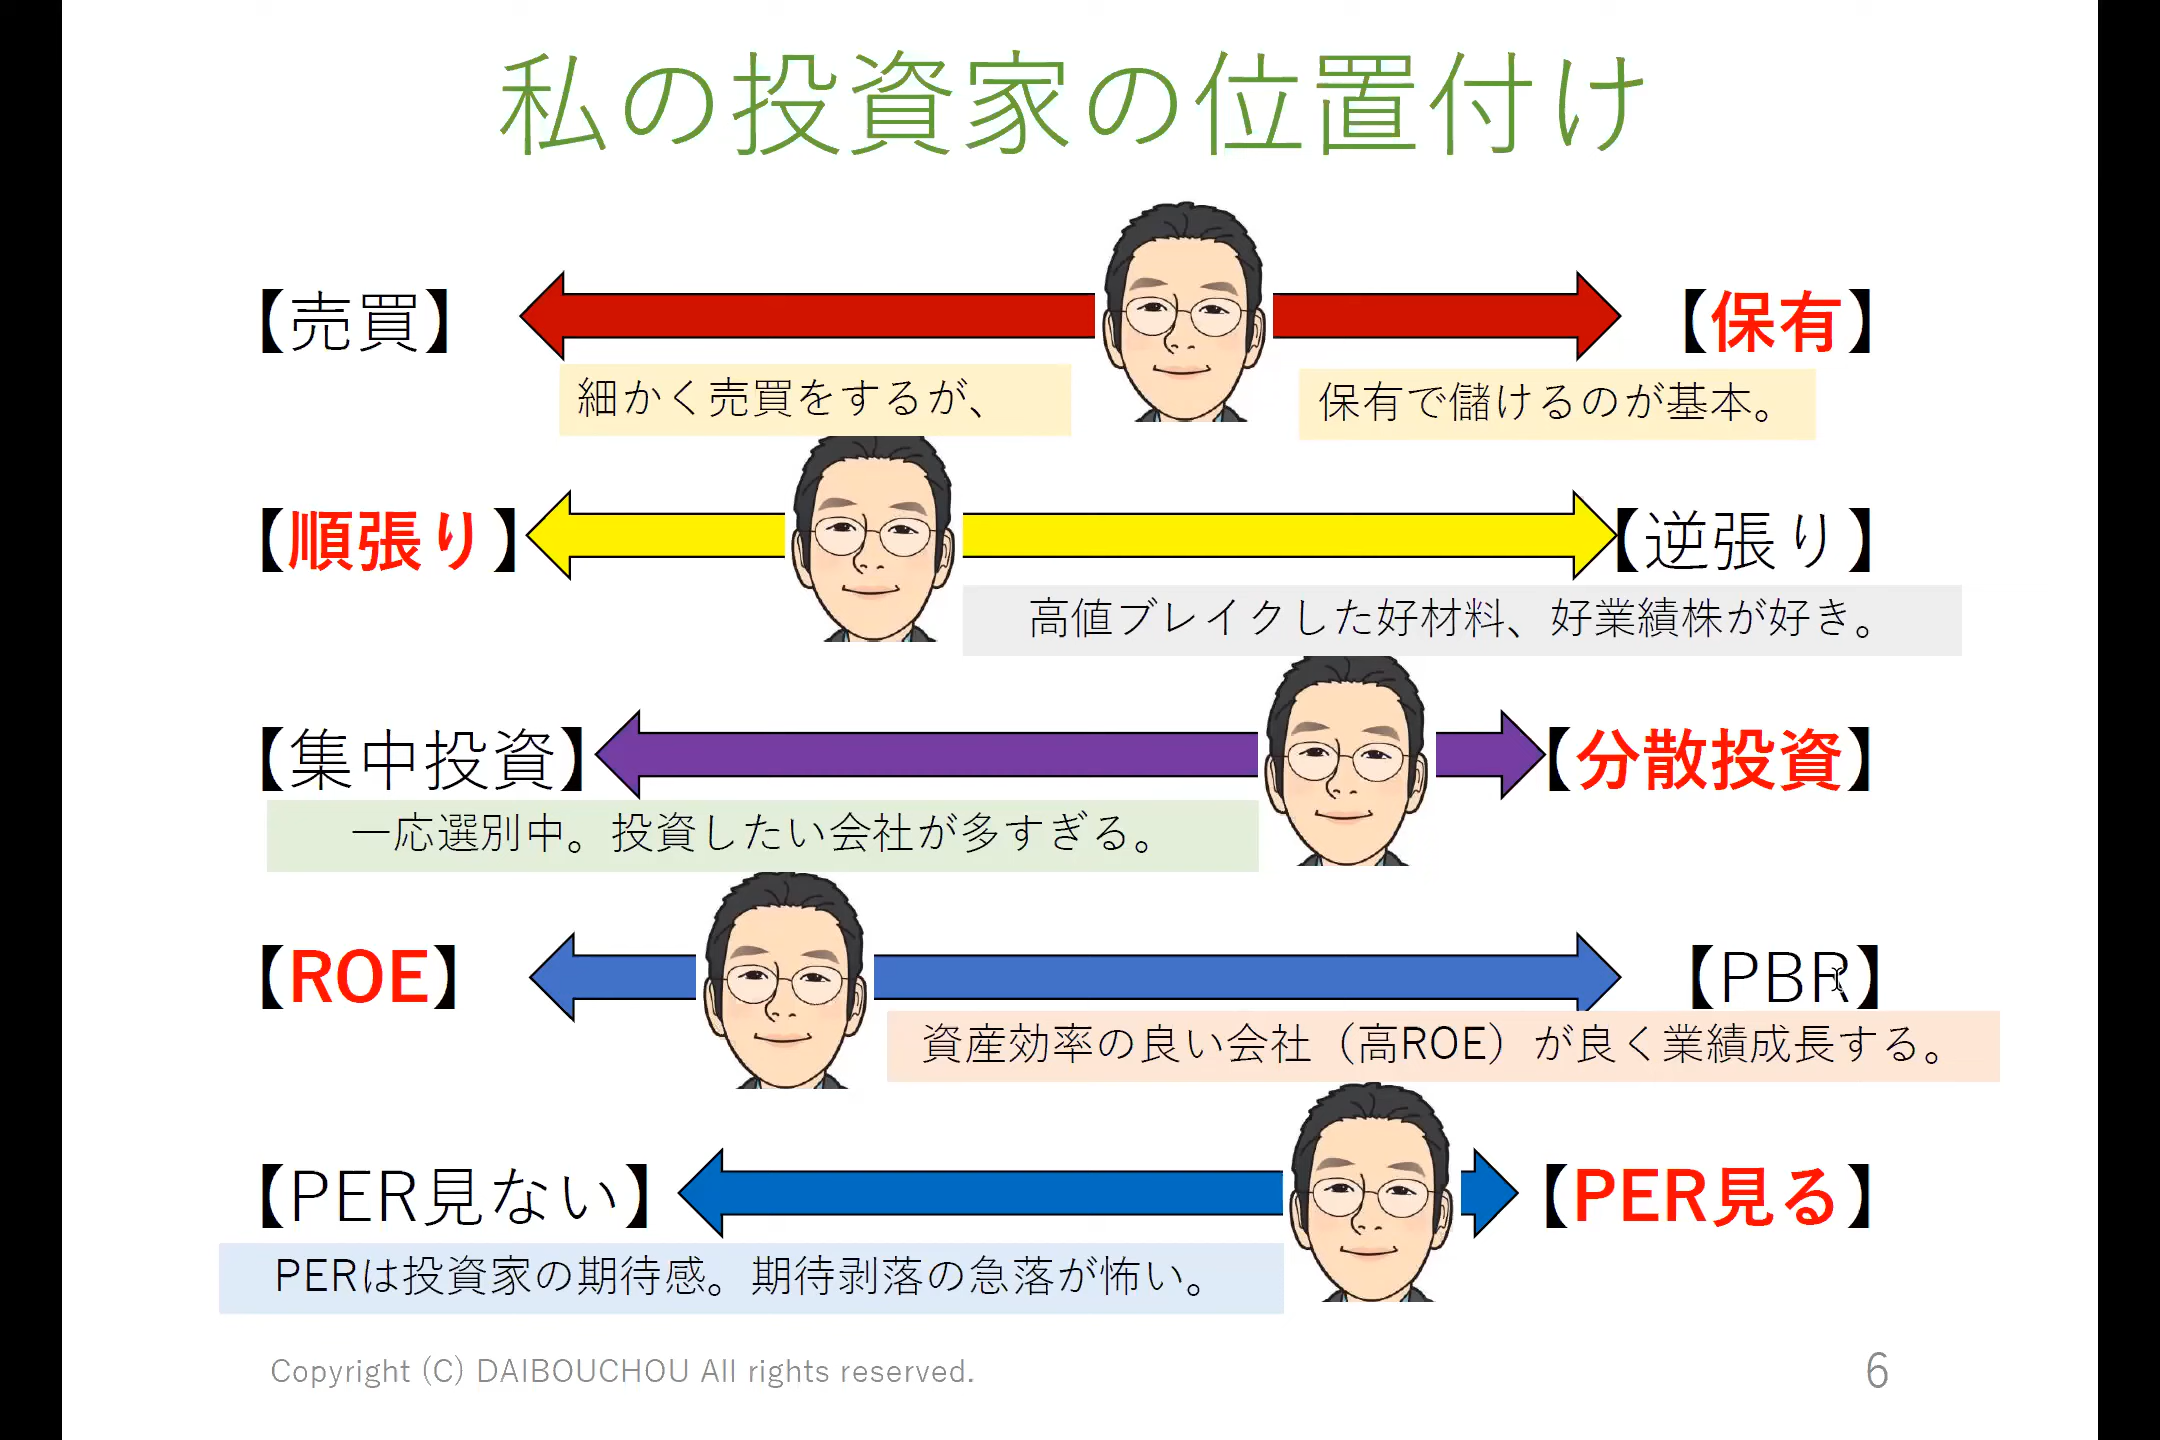 私の投資家の位置付け
【売買】
【保有】
細かく売買をするが、
保有で儲けるのが基本。
【順張り】
【逆張り】
高値ブレイクした好材料、好業績株が好き。
【集中投資】
【分散投資】
一応選別中。投資したい会社が多すぎる。
【ROE】
【PBR】
資産効率の良い会社（高ROE）が良く業績成長する。
【PER見ない】
【PER見る】
PERは投資家の期待感。期待剥落の急落が怖い。
Copyright (C) DAIBOUCHOU All rights reserved.
6